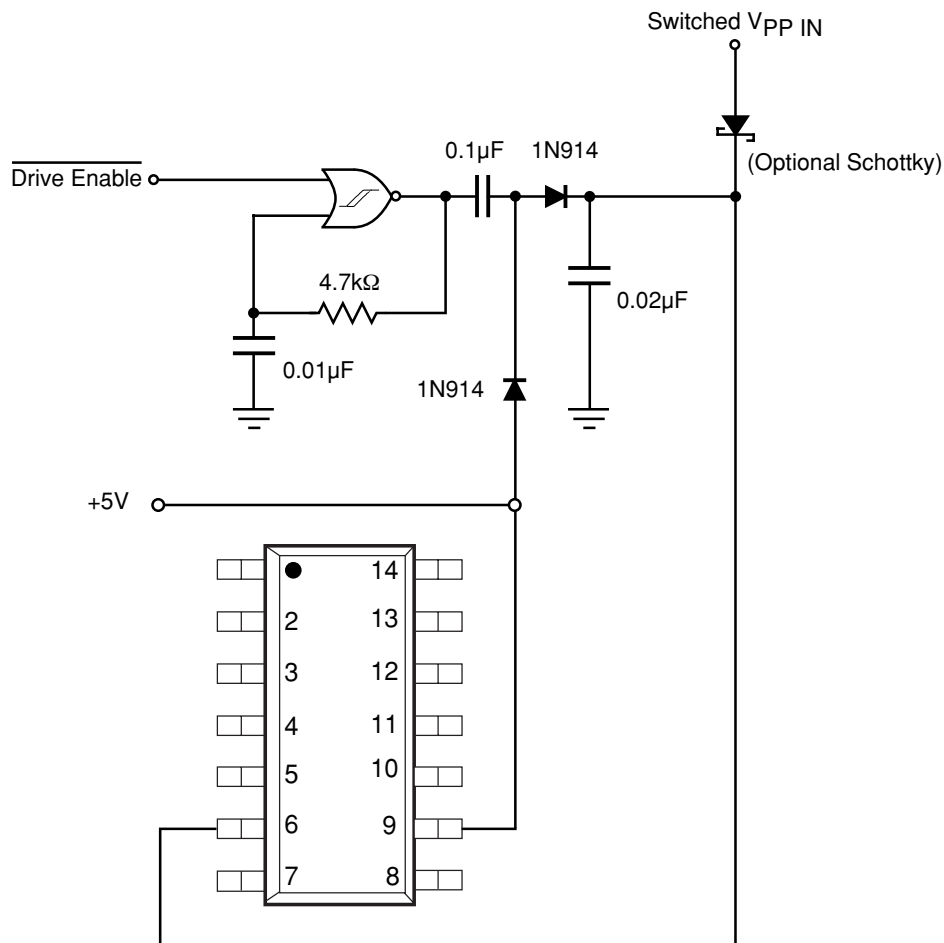 Switched VPP IN
0.1µF
1N914
(Optional Schottky)
Drive Enable
4.7kΩ
0.02µF
0.01µF
1N914
+5V
14
2
13
3
12
4
11
5
10
6
9
7
8